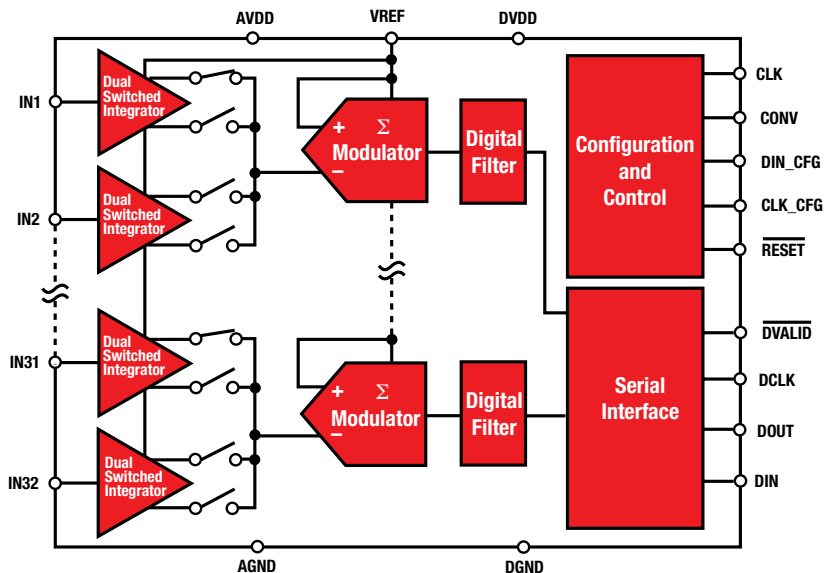 AVDD
VREF
DVDD
IN1
Dual
Switched
Integrator
IN2
Dual
Switched
Integrator
+
Σ
Modulator
−
Digital
Filter
Configuration
and
Control
CLK
CONV
DIN_CFG
CLK_CFG
RESET
IN31
Dual
Switched
Integrator
IN32
Dual
Switched
Integrator
+
Σ
Modulator
−
Digital
Filter
Serial
Interface
DVALID
DCLK
DOUT
DIN
AGND
DGND